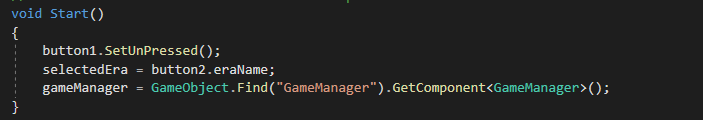 void Start()
{
button1.SetUnPressed();
selectedEra = button2.eraName;
gameManager = GameObject.Find("GameManager").GetComponent<GameManager>();
}